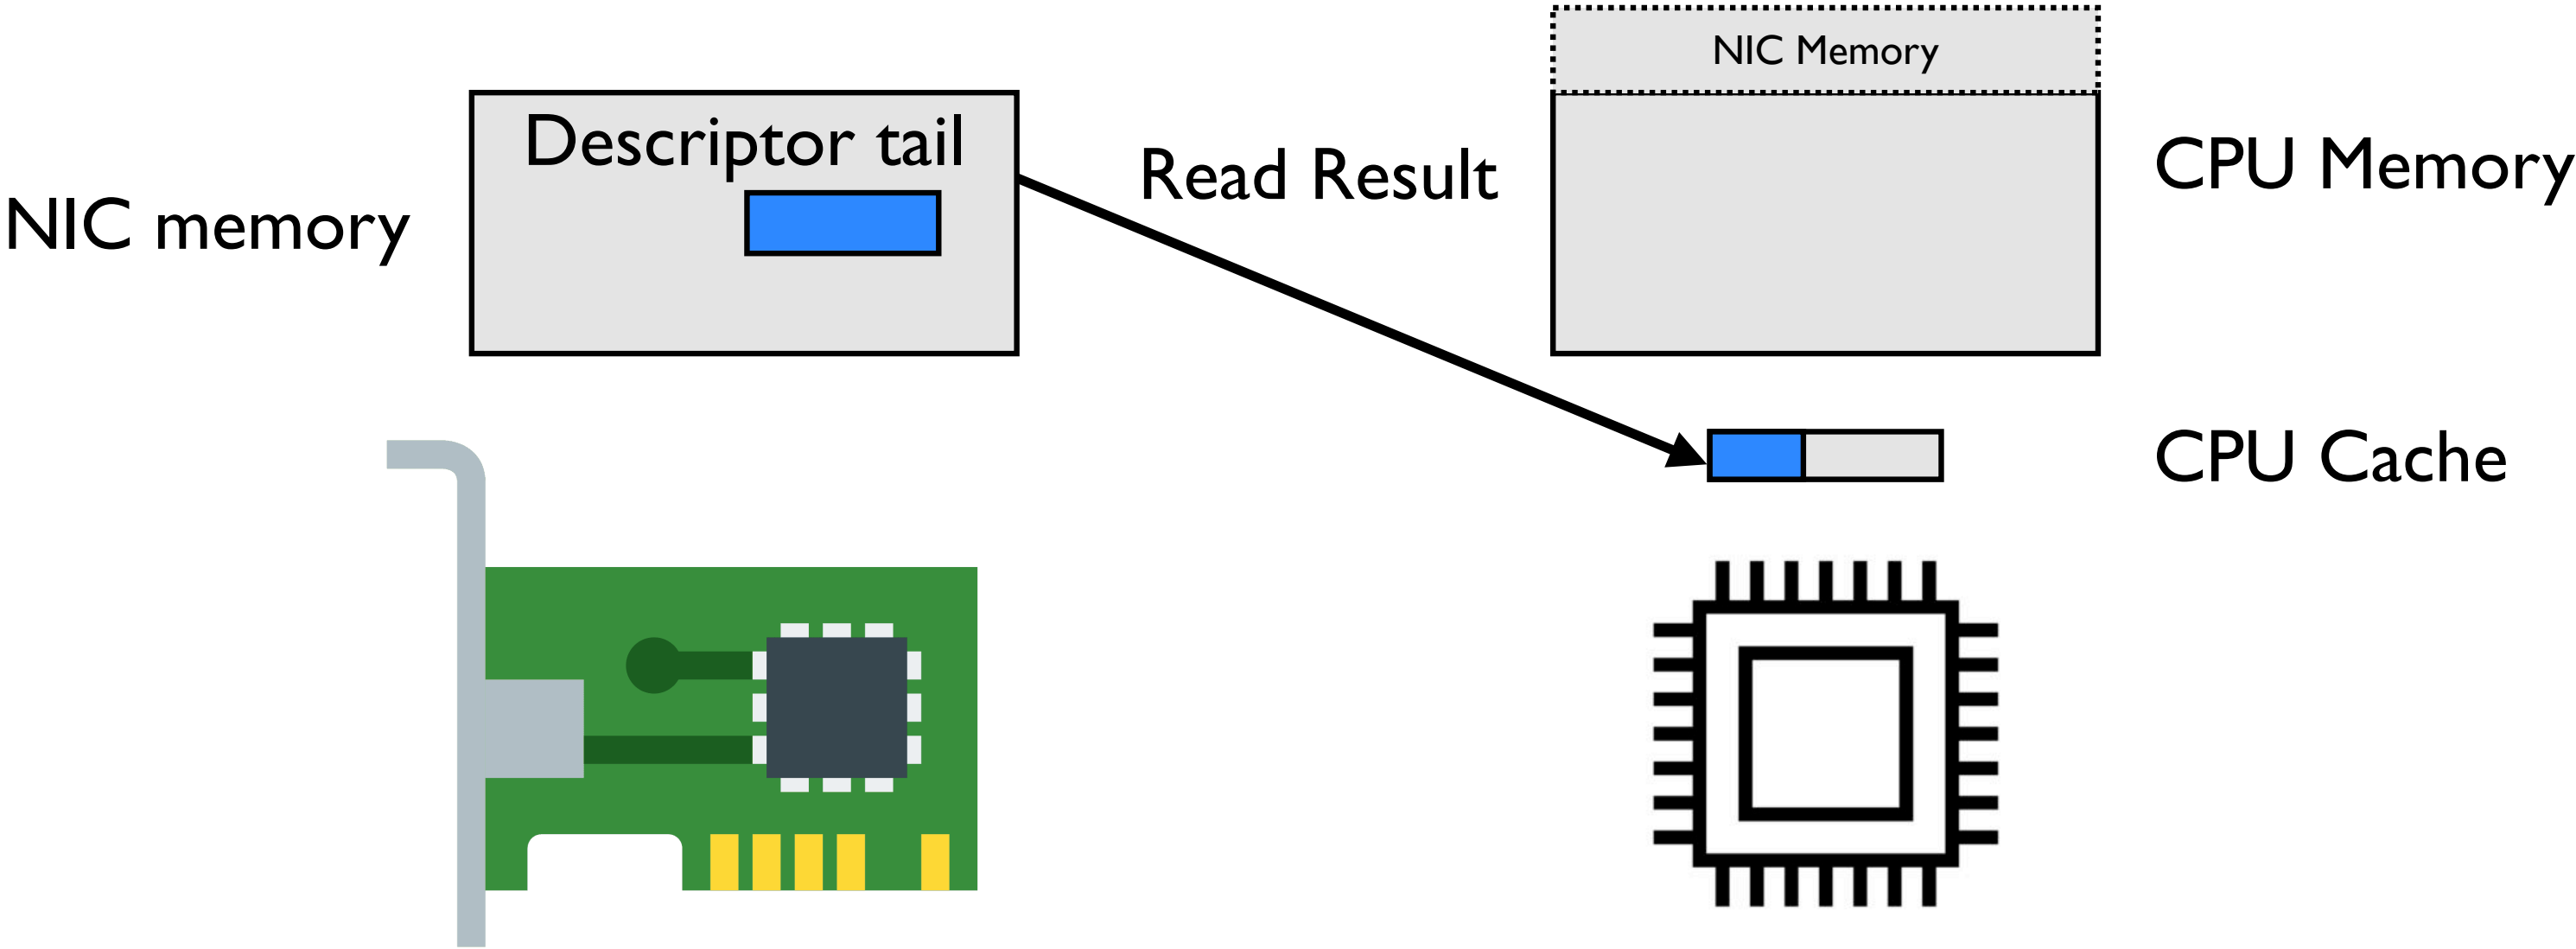 NIC Memory
Descriptor tail
Read Result
CPU Memory
NIC memory
CPU Cache